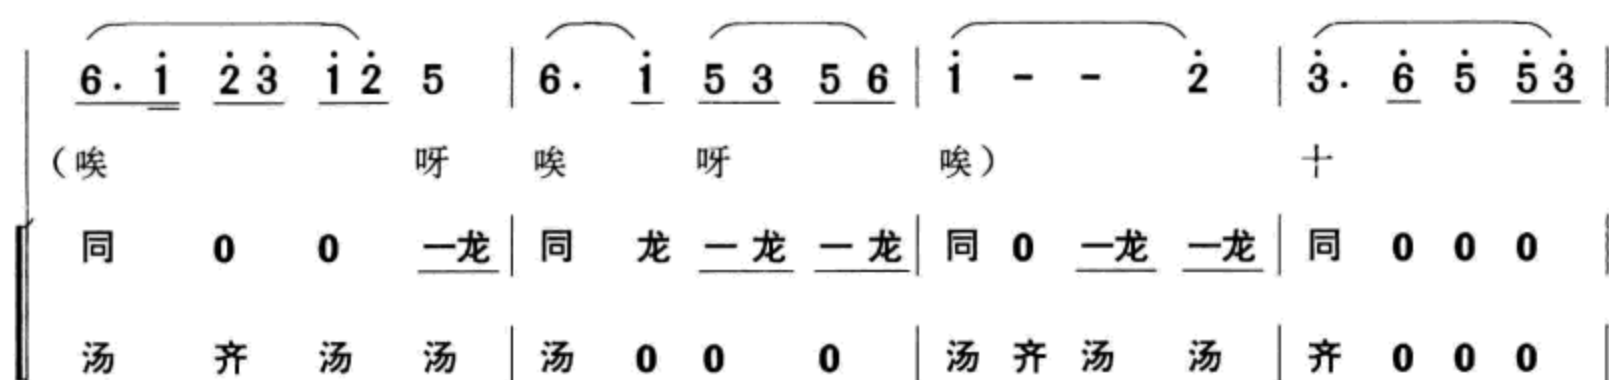 6. i̇ 2̇ 3̇ i̇ 2̇ 5 | 6. i̇ 5 3 5 6 | i̇ - - 2̇ | 3̇. 6̇ 5̇ 5̇ 3̇ |
(唉 呀 唉 呀 唉) 十
同 0 0 一龙 | 同 龙 一龙 一龙 | 同 0 一龙 一龙 | 同 0 0 0 |
汤 齐 汤 汤 | 汤 0 0 0 | 汤 齐 汤 汤 | 齐 0 0 0